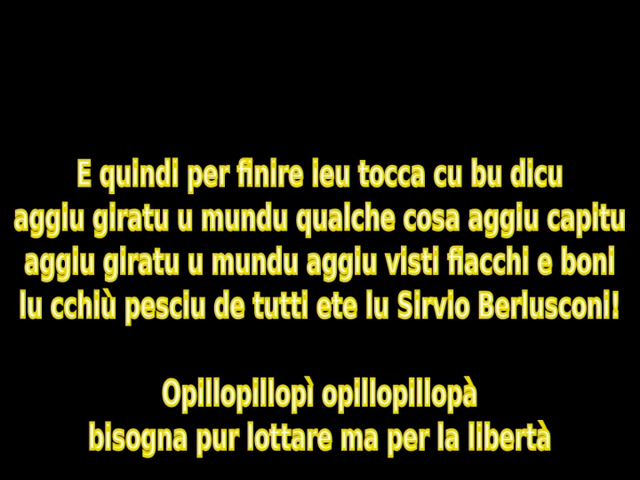 E quindi per finire ieu tocca cu bu dicu
aggiu giratu u mundu qualche cosa aggiu capitu
aggiu giratu u mundu aggiu visti fiacchi e boni
lu cchiù pesciu de tutti ete lu Sirvio Berlusconi!
Opillopillopì opillopillopà
bisogna pur lottare ma per la libertà